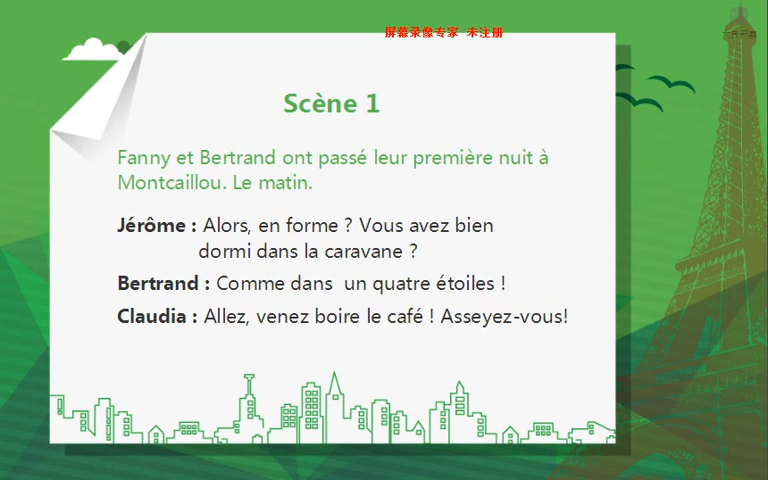 屏幕录像专家 未注册
Scène 1
Fanny et Bertrand ont passé leur première nuit à
Montcaillou. Le matin.
Jérôme : Alors, en forme ? Vous avez bien
dormi dans la caravane ?
Bertrand : Comme dans un quatre étoiles !
Claudia : Allez, venez boire le café ! Asseyez-vous!